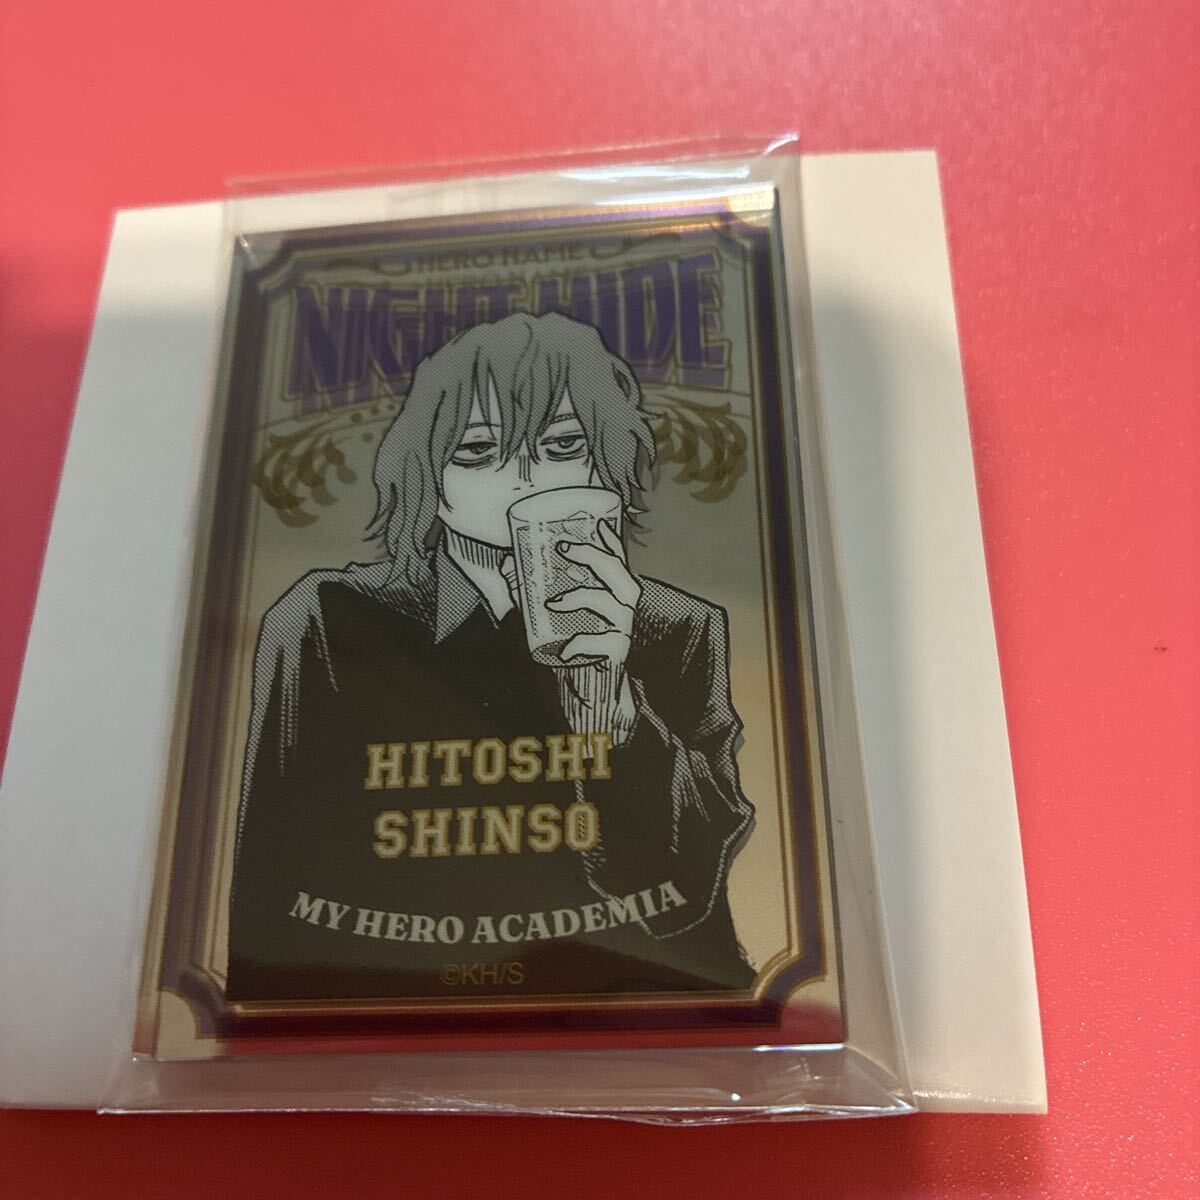 HERO NAME
NIGHT HIDE
HITOSHI
SHINSO
MY HERO ACADEMIA
©KH/S